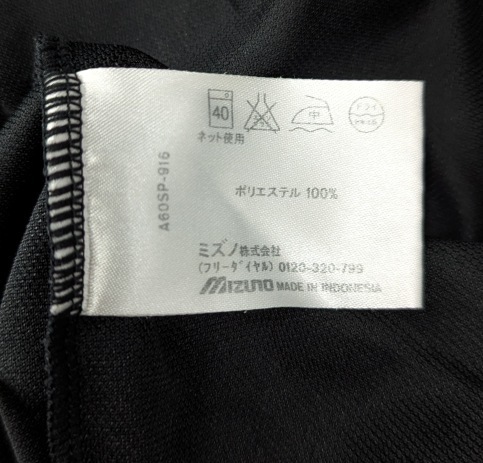 40
中
ドライ
ネット使用
A60SP-916
ポリエステル 100%
ミズノ株式会社
(フリーダイヤル) 0120-320-799
MIZUNO MADE IN INDONESIA